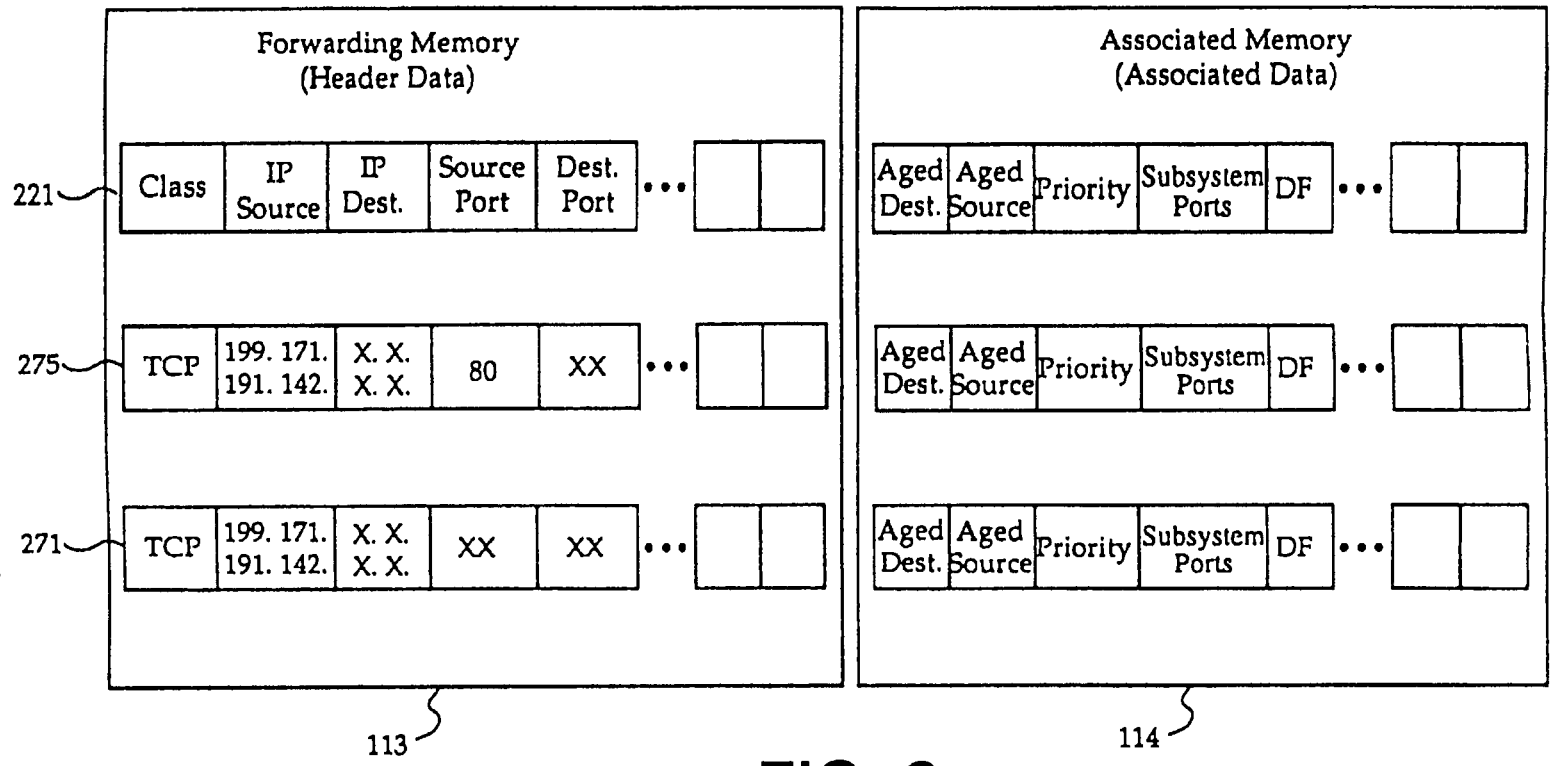 Forwarding Memory
(Header Data)
Associated Memory
(Associated Data)
221
Class
IP
Source
IP
Dest.
Source
Port
Dest.
Port
•••
Aged
Dest.
Aged
Source
Priority
Subsystem
Ports
DF
•••
275
TCP
199. 171.
191. 142.
X. X.
X. X.
80
XX
•••
Aged
Dest.
Aged
Source
Priority
Subsystem
Ports
DF
•••
271
TCP
199. 171.
191. 142.
X. X.
X. X.
XX
XX
•••
Aged
Dest.
Aged
Source
Priority
Subsystem
Ports
DF
•••
113
114